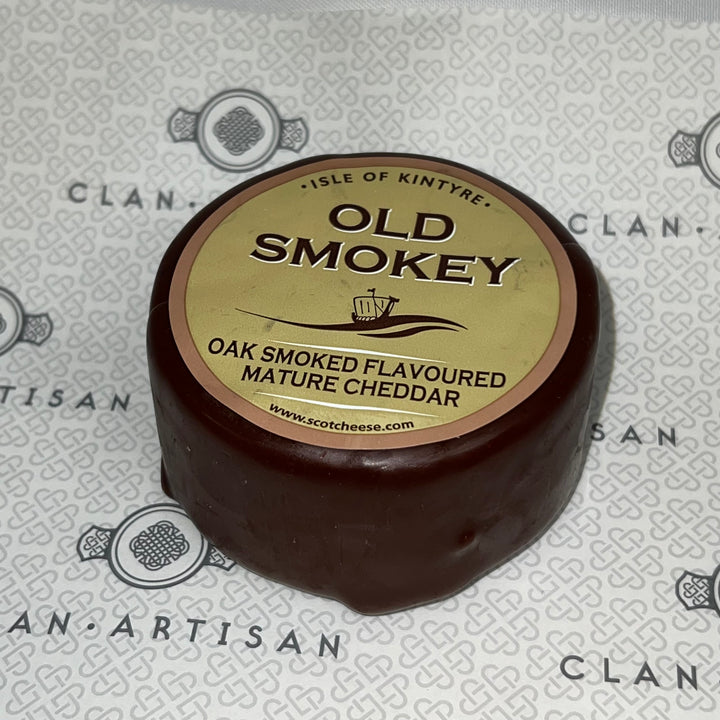 CLAN
CLAN
·ISLE OF KINTYRE·
OLD
SMOKEY
OAK SMOKED FLAVOURED
MATURE CHEDDAR
www.scotcheese.com
ARTISAN
SAN
AN·ARTISAN
CLAN